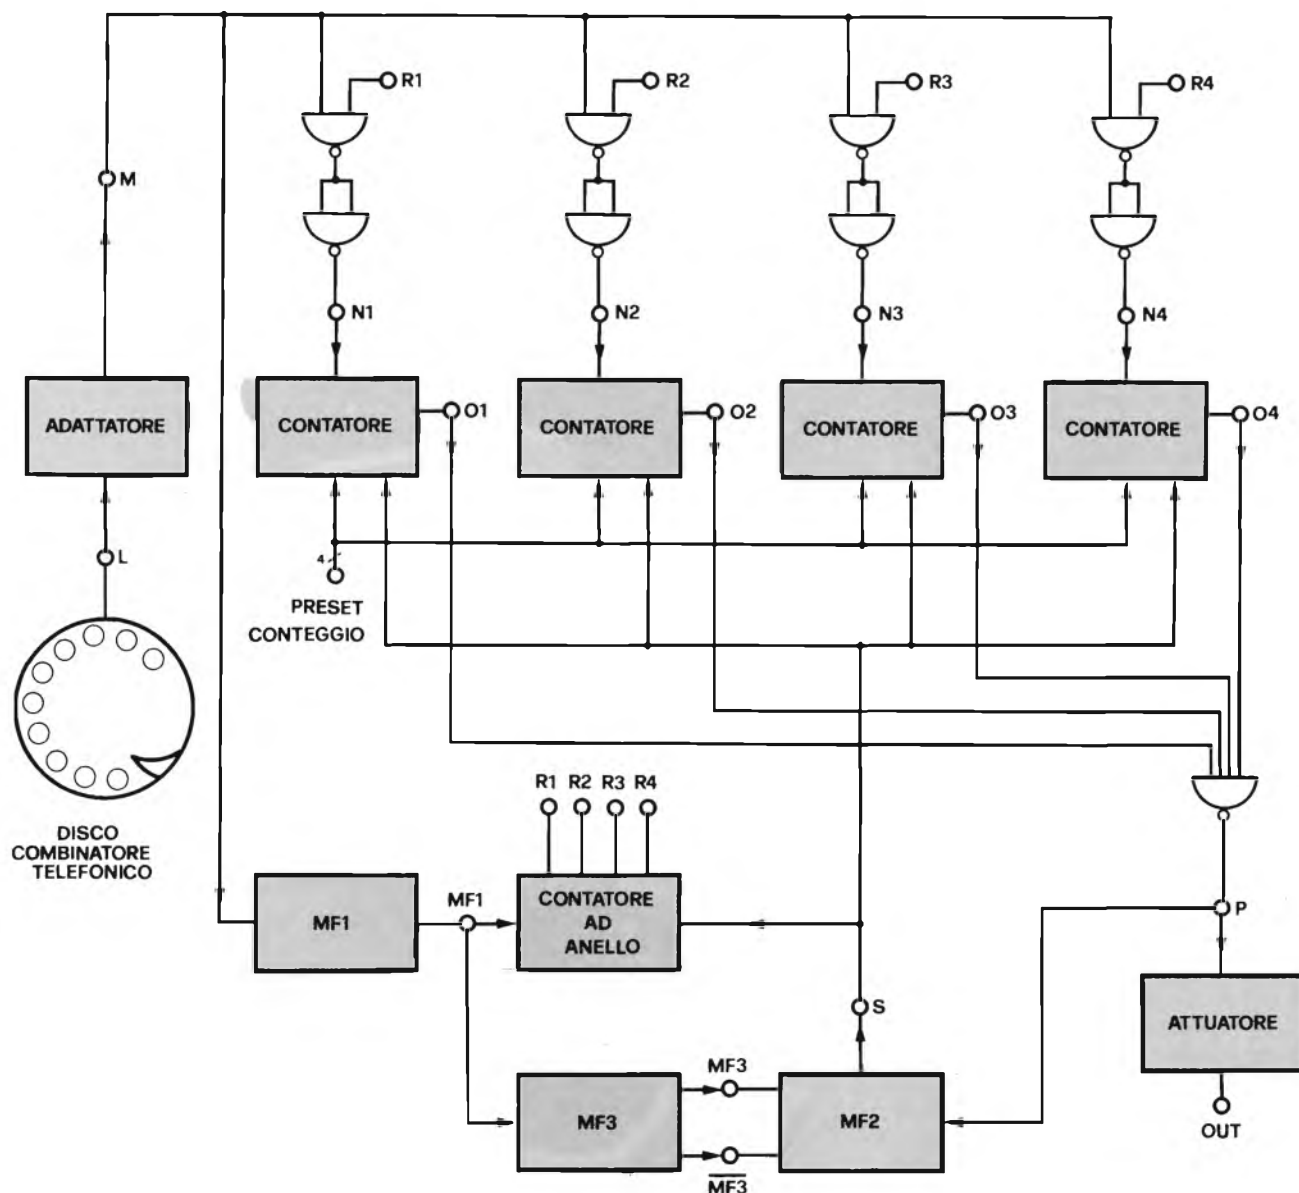 R1
R2
R3
R4
M
N1
N2
N3
N4
ADATTATORE
CONTATORE
O1
CONTATORE
O2
CONTATORE
O3
CONTATORE
O4
L
4
PRESET
CONTEGGIO
DISCO
COMBINATORE
TELEFONICO
R1 R2 R3 R4
MF1
MF1
CONTATORE
AD
ANELLO
P
S
ATTUATORE
MF3
MF3
MF2
MF3
OUT